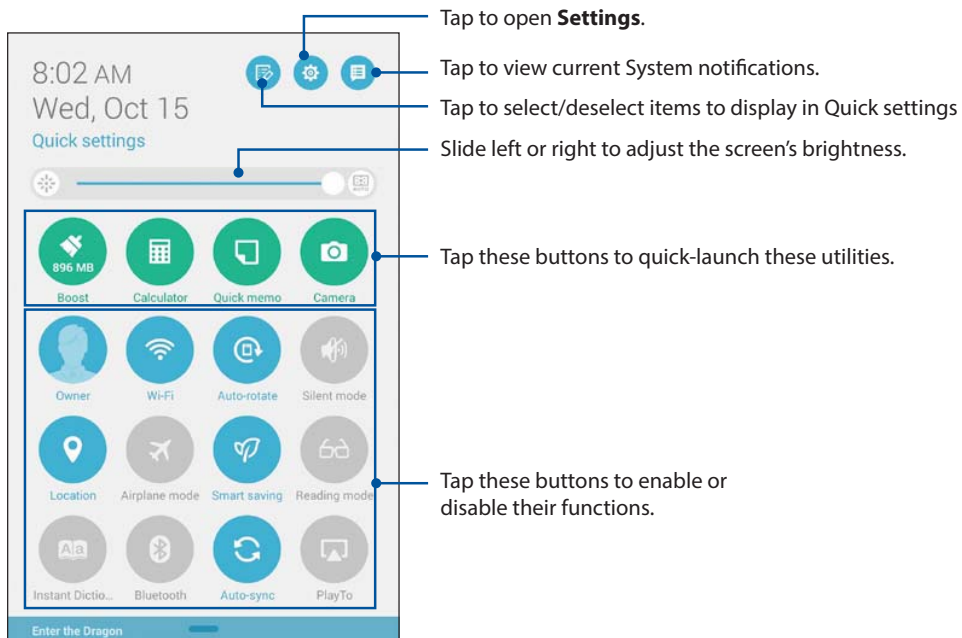 Tap to open Settings.
8:02 AM
Tap to view current System notifications.
Wed, Oct 15
Tap to select/deselect items to display in Quick settings
Quick settings
Slide left or right to adjust the screen's brightness.
AUTO
896 MB
Tap these buttons to quick-launch these utilities.
Boost Calculator Quick memo Camera
Owner Wi-Fi Auto-rotate Silent mode
Location Airplane mode Smart saving Reading mode
Tap these buttons to enable or
disable their functions.
Aa
Instant Dictio... Bluetooth Auto-sync PlayTo
Enter the Dragon